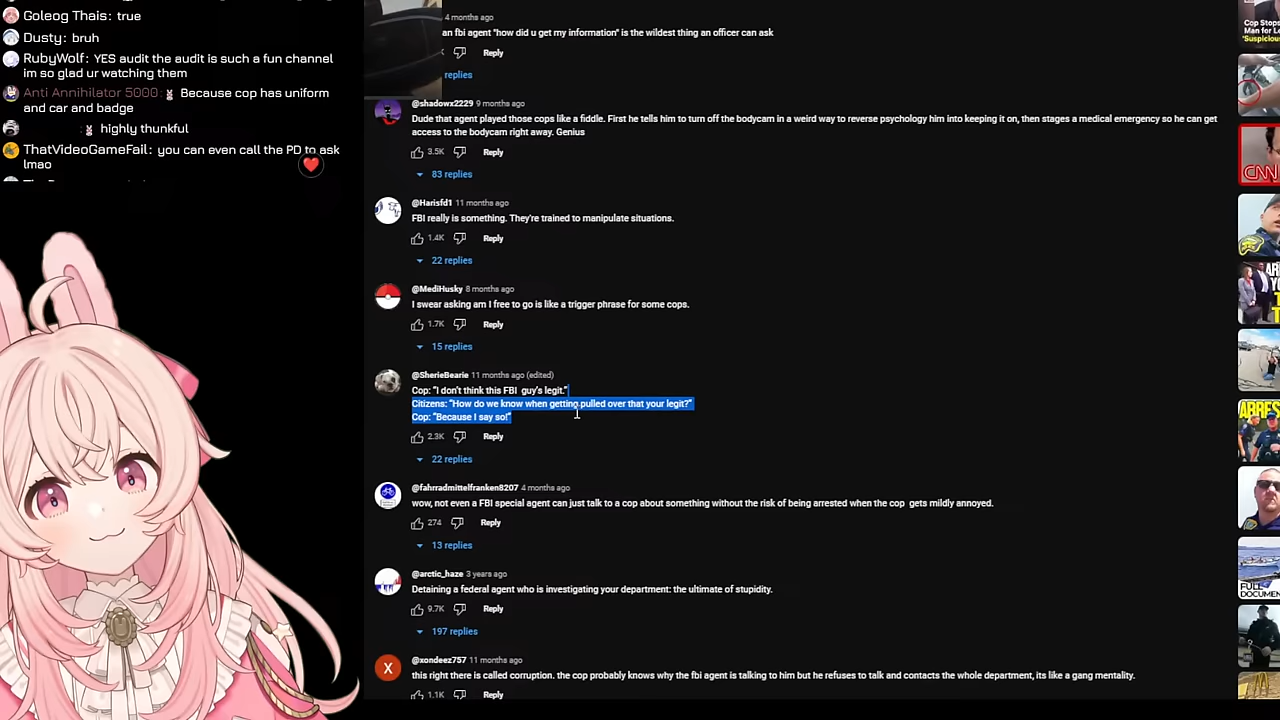 Goleog Thais: true
Dusty: bruh
RubyWolf: YES audit the audit is such a fun channel
im so glad ur watching them
Anti Annihilator 5000: Because cop has uniform
and car and badge
: highly thunkful
ThatVideoGameFail: you can even call the PD to ask
lmao
4 months ago
an fbi agent "how did u get my information" is the wildest thing an officer can ask
Reply
replies
@shadowx2229 9 months ago
Dude that agent played those cops like a fiddle. First he tells him to turn off the bodycam in a weird way to reverse psychology him into keeping it on, then stages a medical emergency so he can get
access to the bodycam right away. Genius
3.5K Reply
83 replies
@Harisfd1 11 months ago
FBI really is something. They're trained to manipulate situations.
1.4K Reply
22 replies
@MediHusky 8 months ago
I swear asking am I free to go is like a trigger phrase for some cops.
1.7K Reply
15 replies
@SherieBearie 11 months ago (edited)
Cop: "I don't think this FBI guy's legit."
Citizens: "How do we know when getting pulled over that your legit?"
Cop: "Because I say so!"
2.3K Reply
22 replies
@fahrradmittelfranken8207 4 months ago
wow, not even a FBI special agent can just talk to a cop about something without the risk of being arrested when the cop gets mildly annoyed.
274 Reply
13 replies
@arctic_haze 3 years ago
Detaining a federal agent who is investigating your department: the ultimate of stupidity.
9.7K Reply
197 replies
X
@xondeez757 11 months ago
this right there is called corruption. the cop probably knows why the fbi agent is talking to him but he refuses to talk and contacts the whole department, its like a gang mentality.
1.1K Reply
Cop Stops
Man for L
'Suspicio
CNN
ARRES
FULL
DOCUMEN